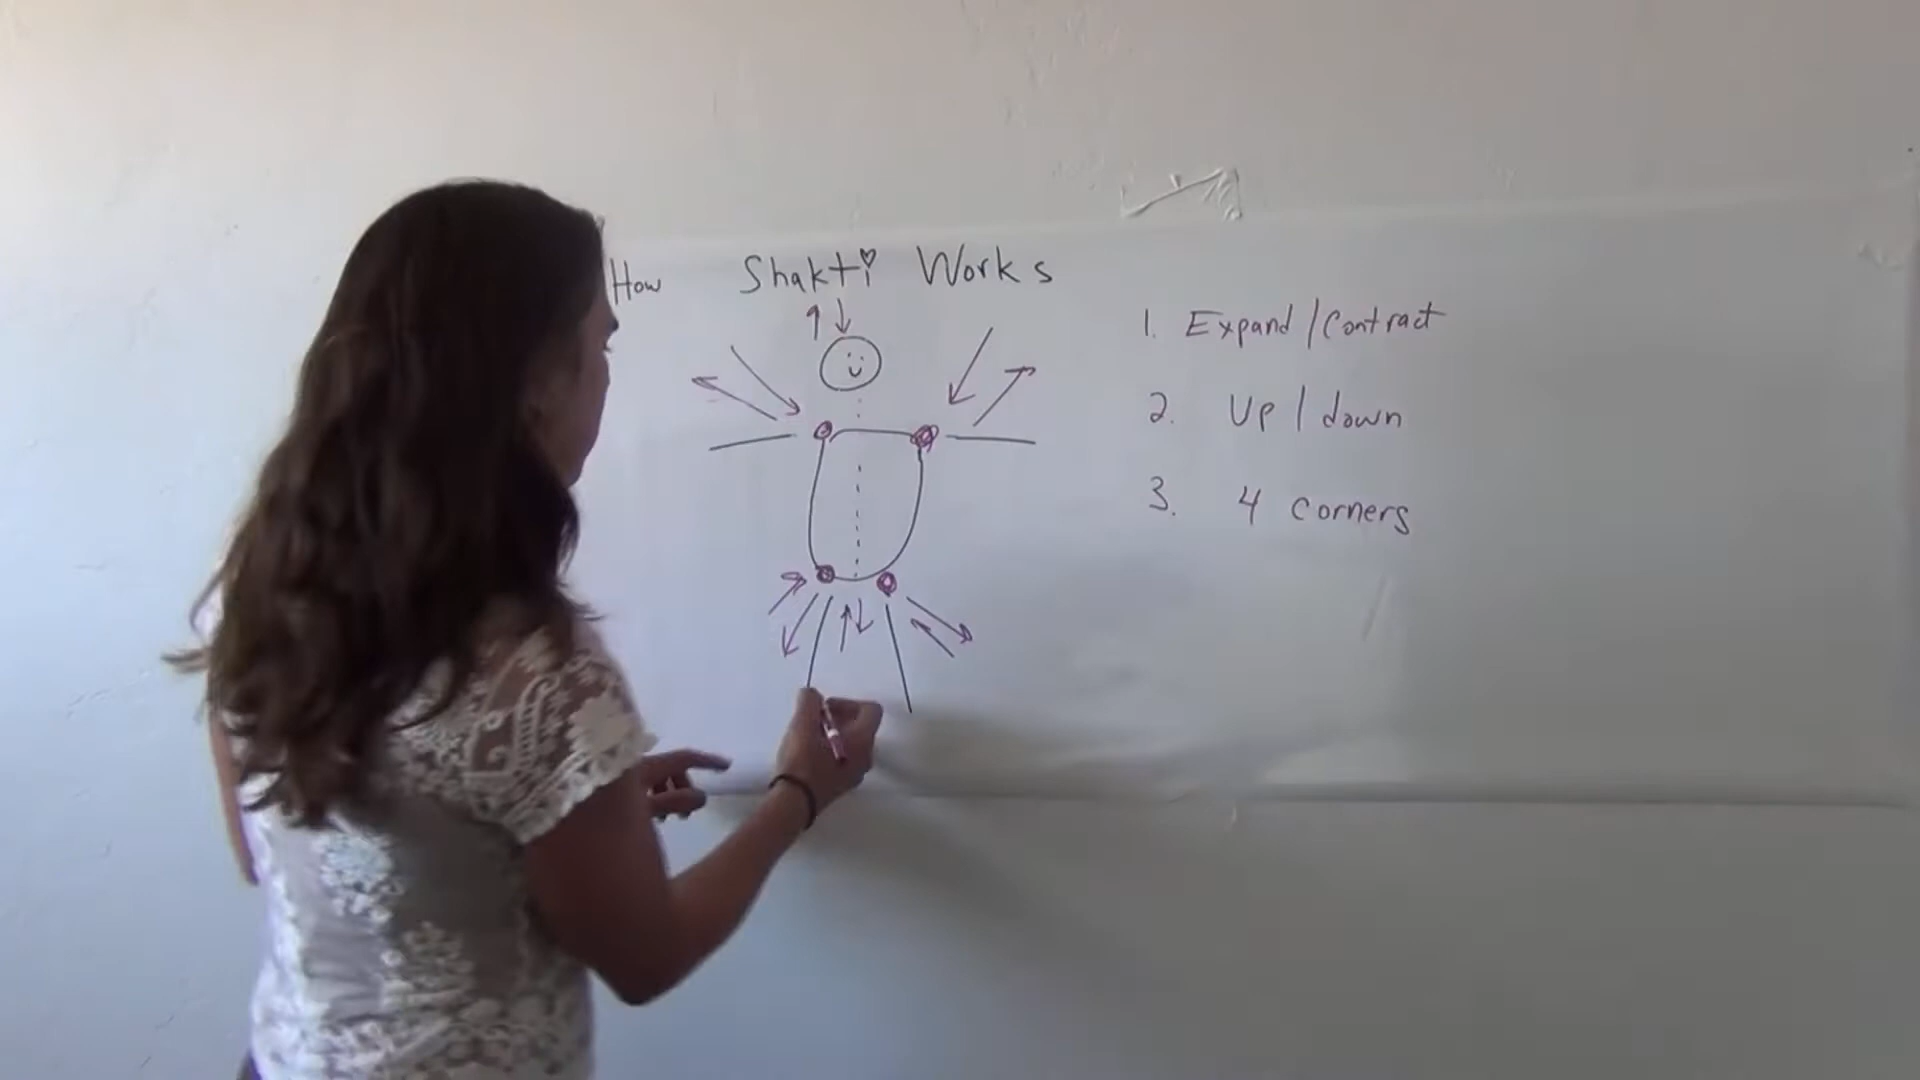 How Shakti Works
1. Expand/Contract
2. Up / down
3. 4 corners